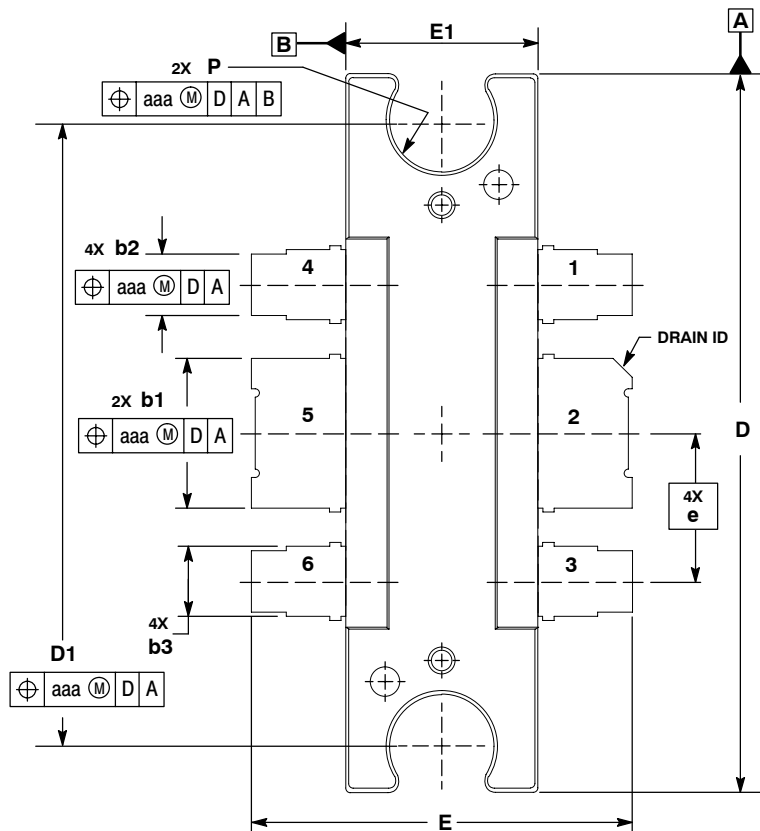 B
E1
A
2X P
⌖ aaa Ⓜ D A B
4X b2
⌖ aaa Ⓜ D A
4
1
DRAIN ID
2X b1
⌖ aaa Ⓜ D A
5
2
D
4X
e
6
3
4X
b3
D1
⌖ aaa Ⓜ D A
E